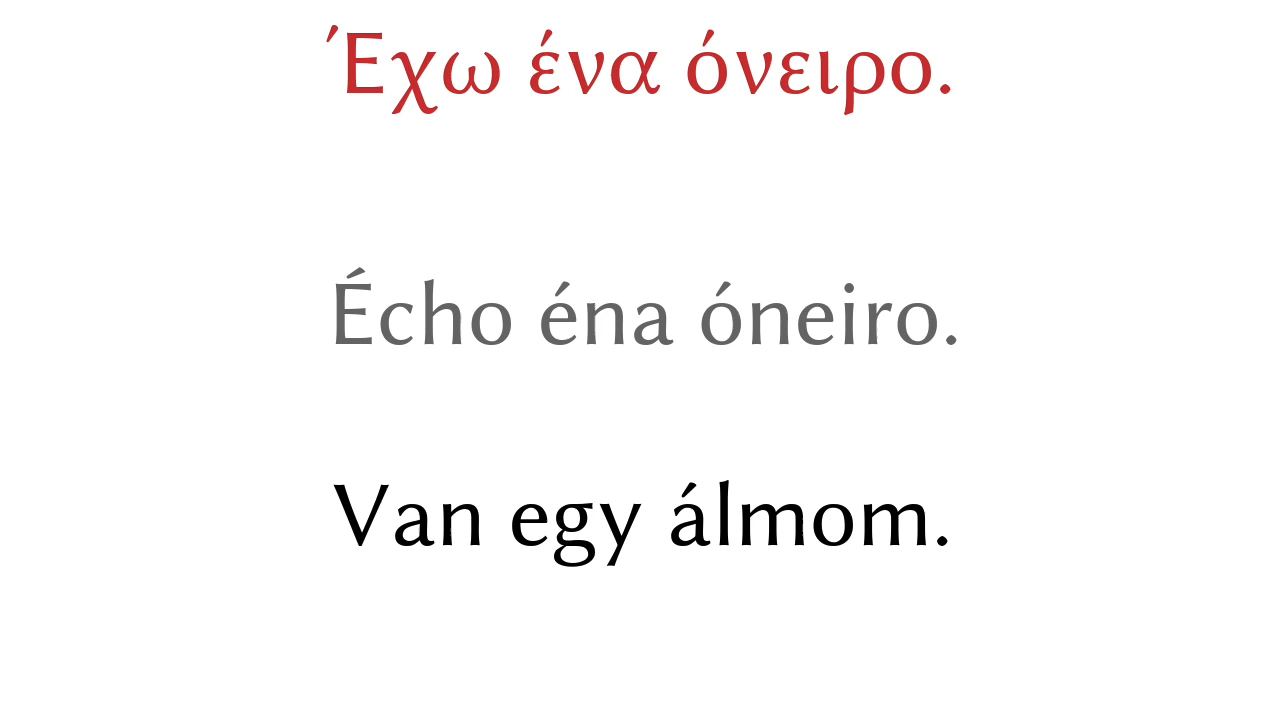 Έχω ένα όνειρο.
Écho éna óneiro.
Van egy álmom.